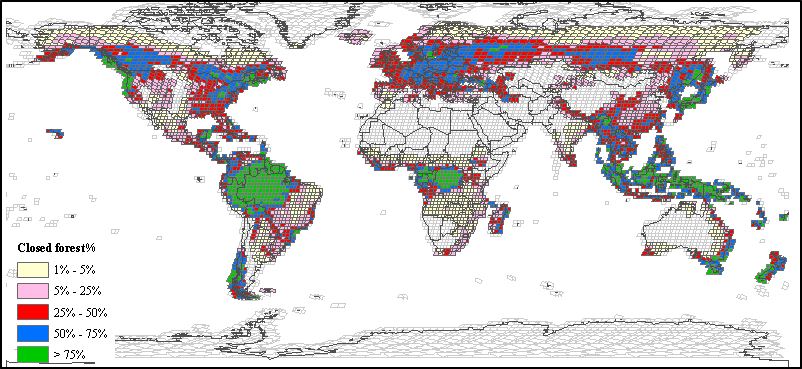 Closed forest%
1% - 5%
5% - 25%
25% - 50%
50% - 75%
> 75%